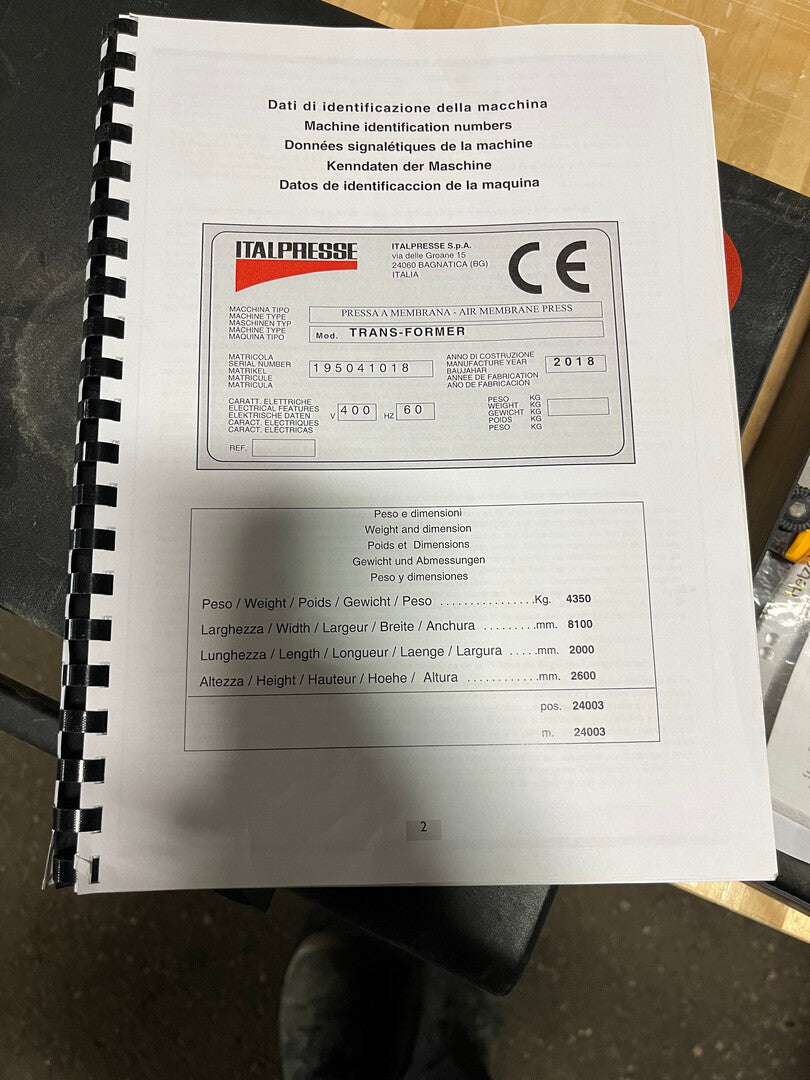 Dati di identificazione della macchina
Machine identification numbers
Données signalétiques de la machine
Kenndaten der Maschine
Datos de identificaccion de la maquina
ITALPRESSE
ITALPRESSE S.p.A.
via delle Groane 15
24060 BAGNATICA (BG)
ITALIA
CE
MACCHINA TIPO
MACHINE TYPE
MASCHINEN TYP
MACHINE TYPE
MAQUINA TIPO
PRESSA A MEMBRANA - AIR MEMBRANE PRESS
Mod. TRANS-FORMER
MATRICOLA
SERIAL NUMBER
MATRIKEL
MATRICULE
MATRICULA
195041018
ANNO DI COSTRUZIONE
MANUFACTURE YEAR
BAUJAHAR
ANNEE DE FABRICATION
AÑO DE FABRICACIÓN
2018
CARATT. ELETTRICHE
ELECTRICAL FEATURES
ELEKTRISCHE DATEN
CARACT. ELECTRIQUES
CARACT. ELÉCTRICAS
V 400 HZ 60
PESO KG
WEIGHT KG
GEWICHT KG
POIDS KG
PESO KG
REF.
Peso e dimensioni
Weight and dimension
Poids et Dimensions
Gewicht und Abmessungen
Peso y dimensiones
Peso / Weight / Poids / Gewicht / Peso ................Kg. 4350
Larghezza / Width / Largeur / Breite / Anchura .........mm. 8100
Lunghezza / Length / Longueur / Laenge / Largura .....mm. 2000
Altezza / Height / Hauteur / Hoehe / Altura ............mm. 2600
pos. 24003
m. 24003
2